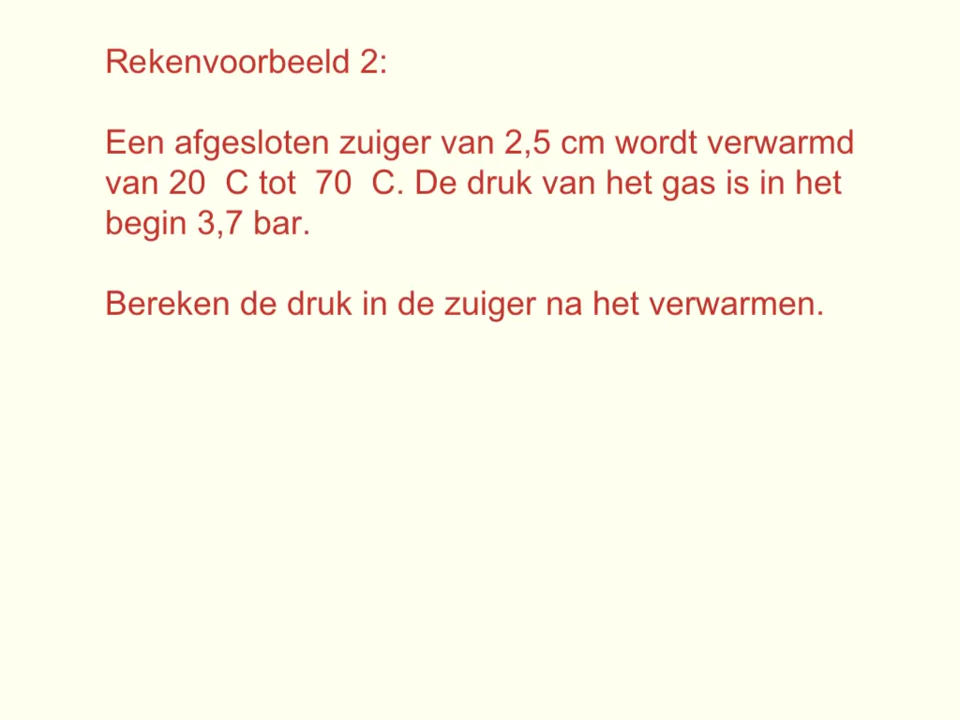 Rekenvoorbeeld 2:
Een afgesloten zuiger van 2,5 cm wordt verwarmd
van 20  C tot  70  C. De druk van het gas is in het
begin 3,7 bar.
Bereken de druk in de zuiger na het verwarmen.